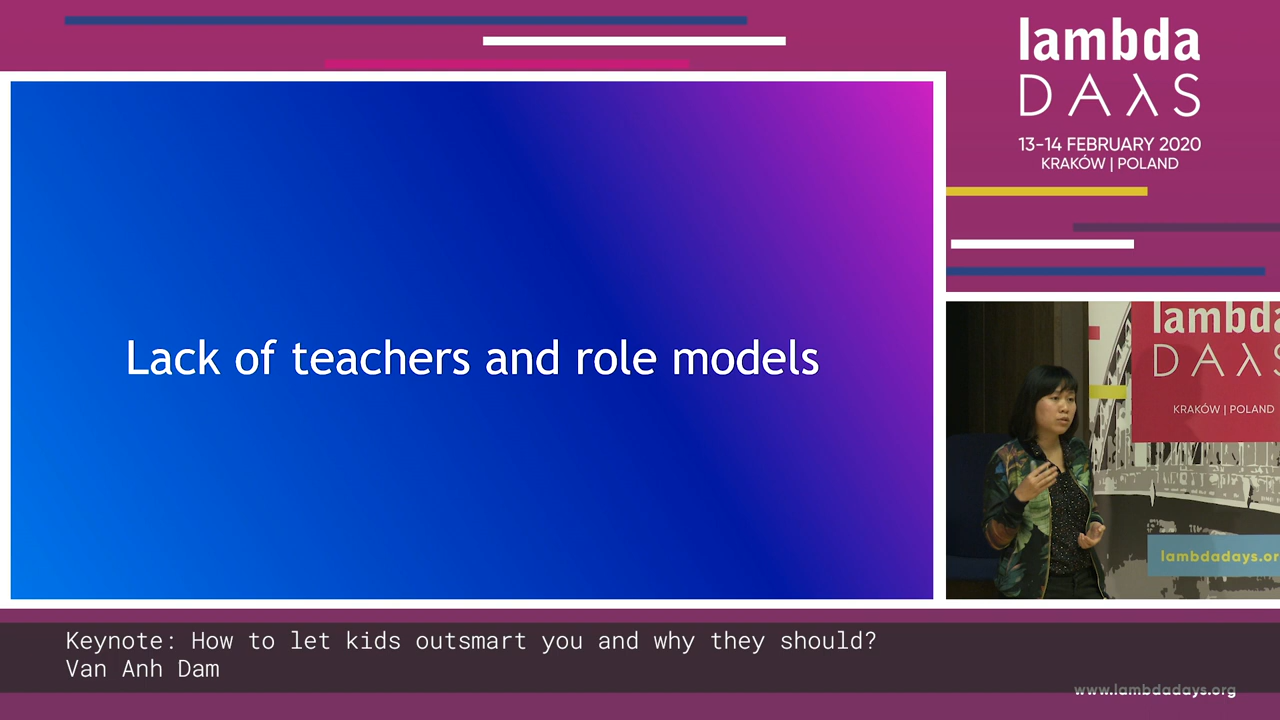 lambda
DAλS
13-14 FEBRUARY 2020
KRAKÓW | POLAND
Lack of teachers and role models
lambda
DAλS
KRAKÓW | POLAND
lambdadays.or
Keynote: How to let kids outsmart you and why they should?
Van Anh Dam
www.lambdadays.org